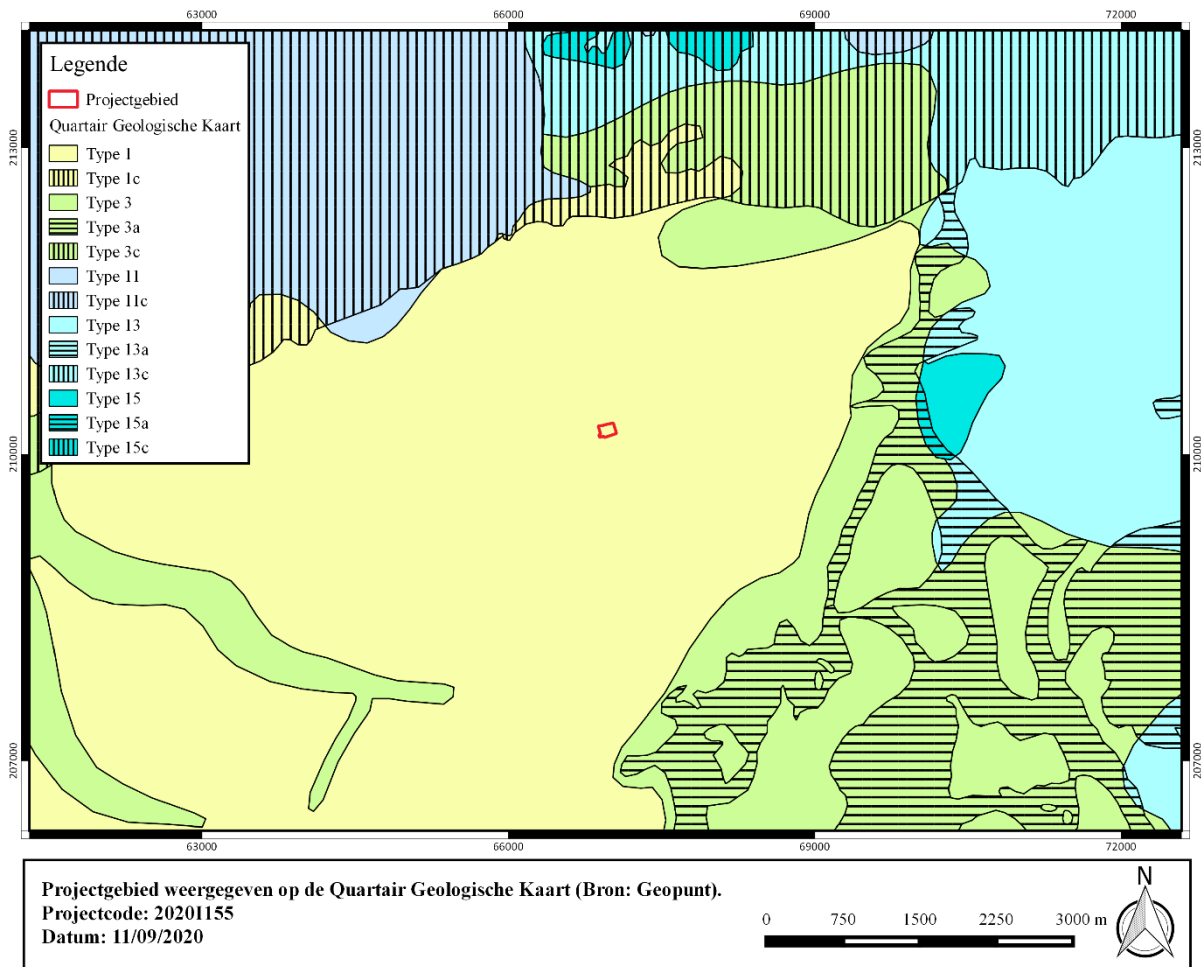 63000
66000
69000
72000
Legende
Projectgebied
Quartair Geologische Kaart
Type 1
Type 1c
Type 3
Type 3a
Type 3c
Type 11
Type 11c
Type 13
Type 13a
Type 13c
Type 15
Type 15a
Type 15c
213000
213000
210000
210000
207000
207000
63000
66000
69000
72000
Projectgebied weergegeven op de Quartair Geologische Kaart (Bron: Geopunt).
Projectcode: 2020I155
Datum: 11/09/2020
0 750 1500 2250 3000 m
N